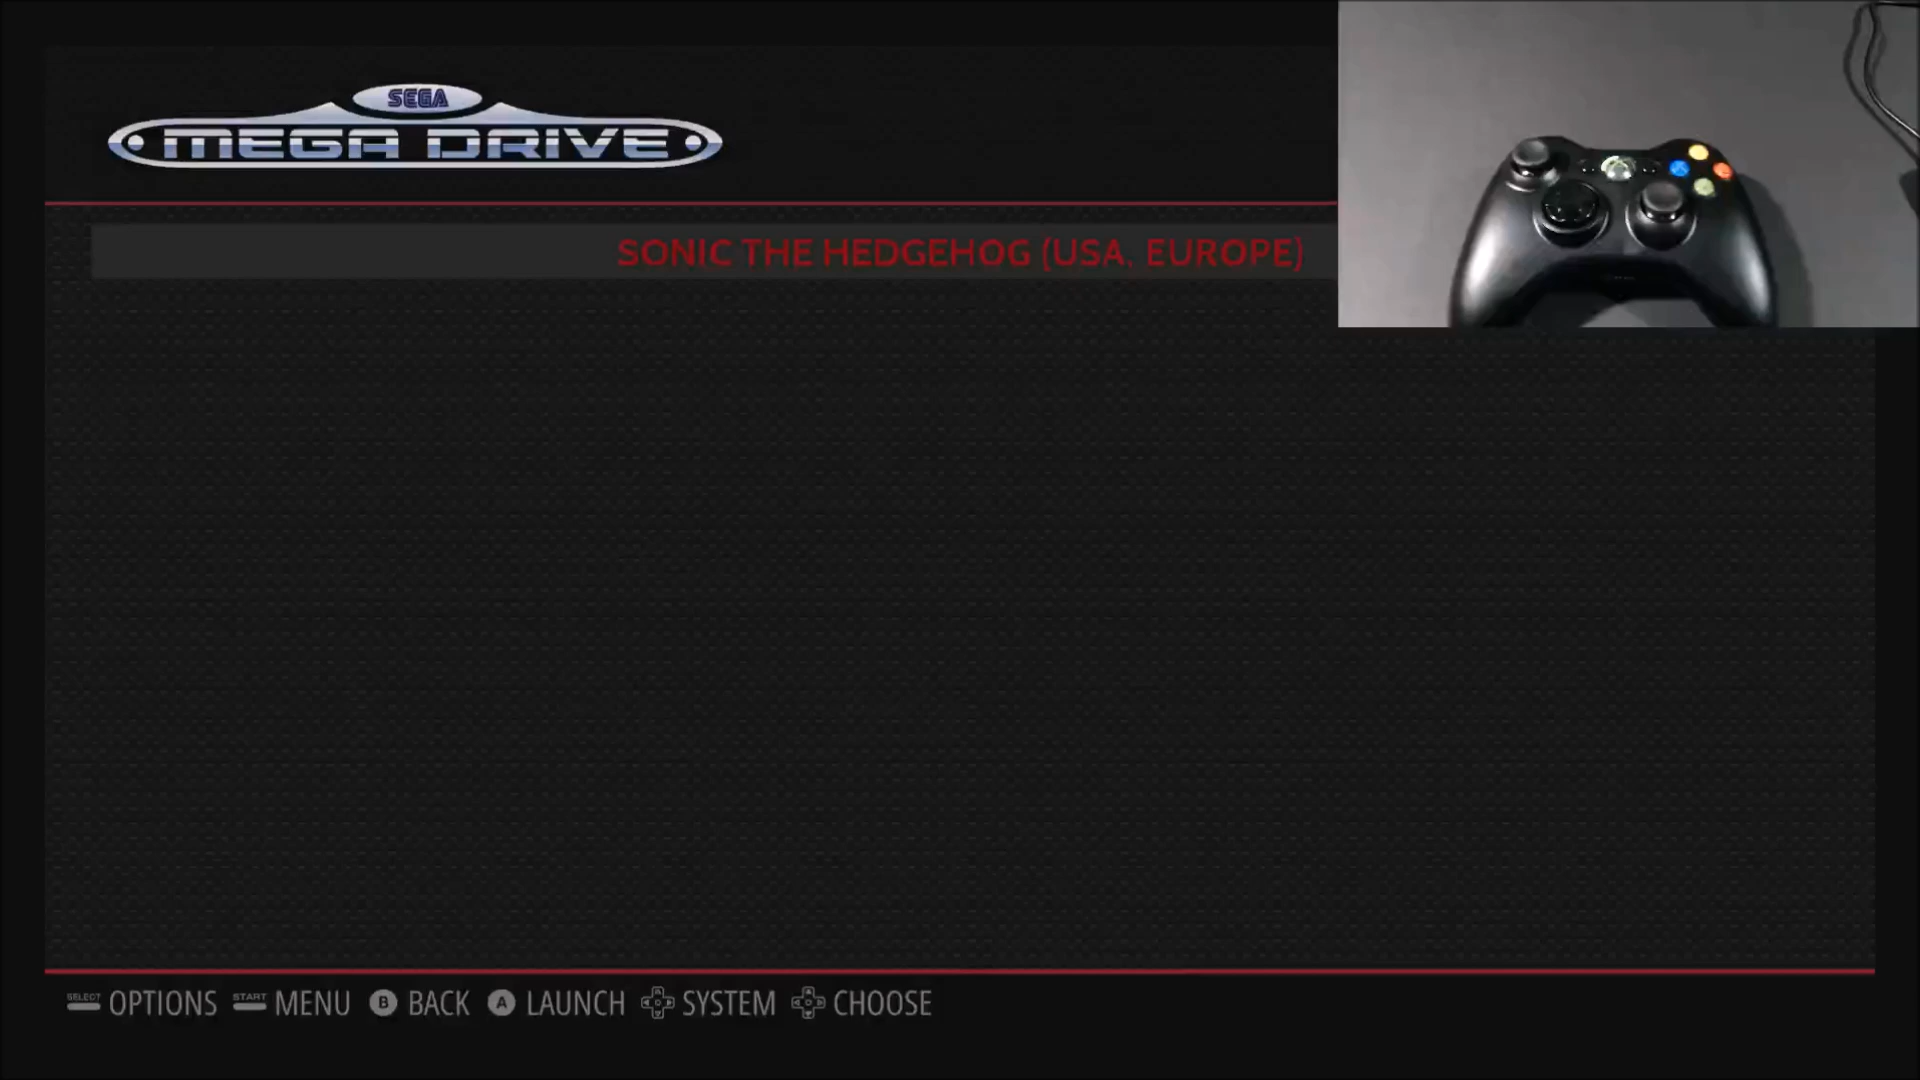 SEGA
MEGA DRIVE
SONIC THE HEDGEHOG (USA, EUROPE)
SELECT OPTIONS START MENU B BACK A LAUNCH SYSTEM CHOOSE